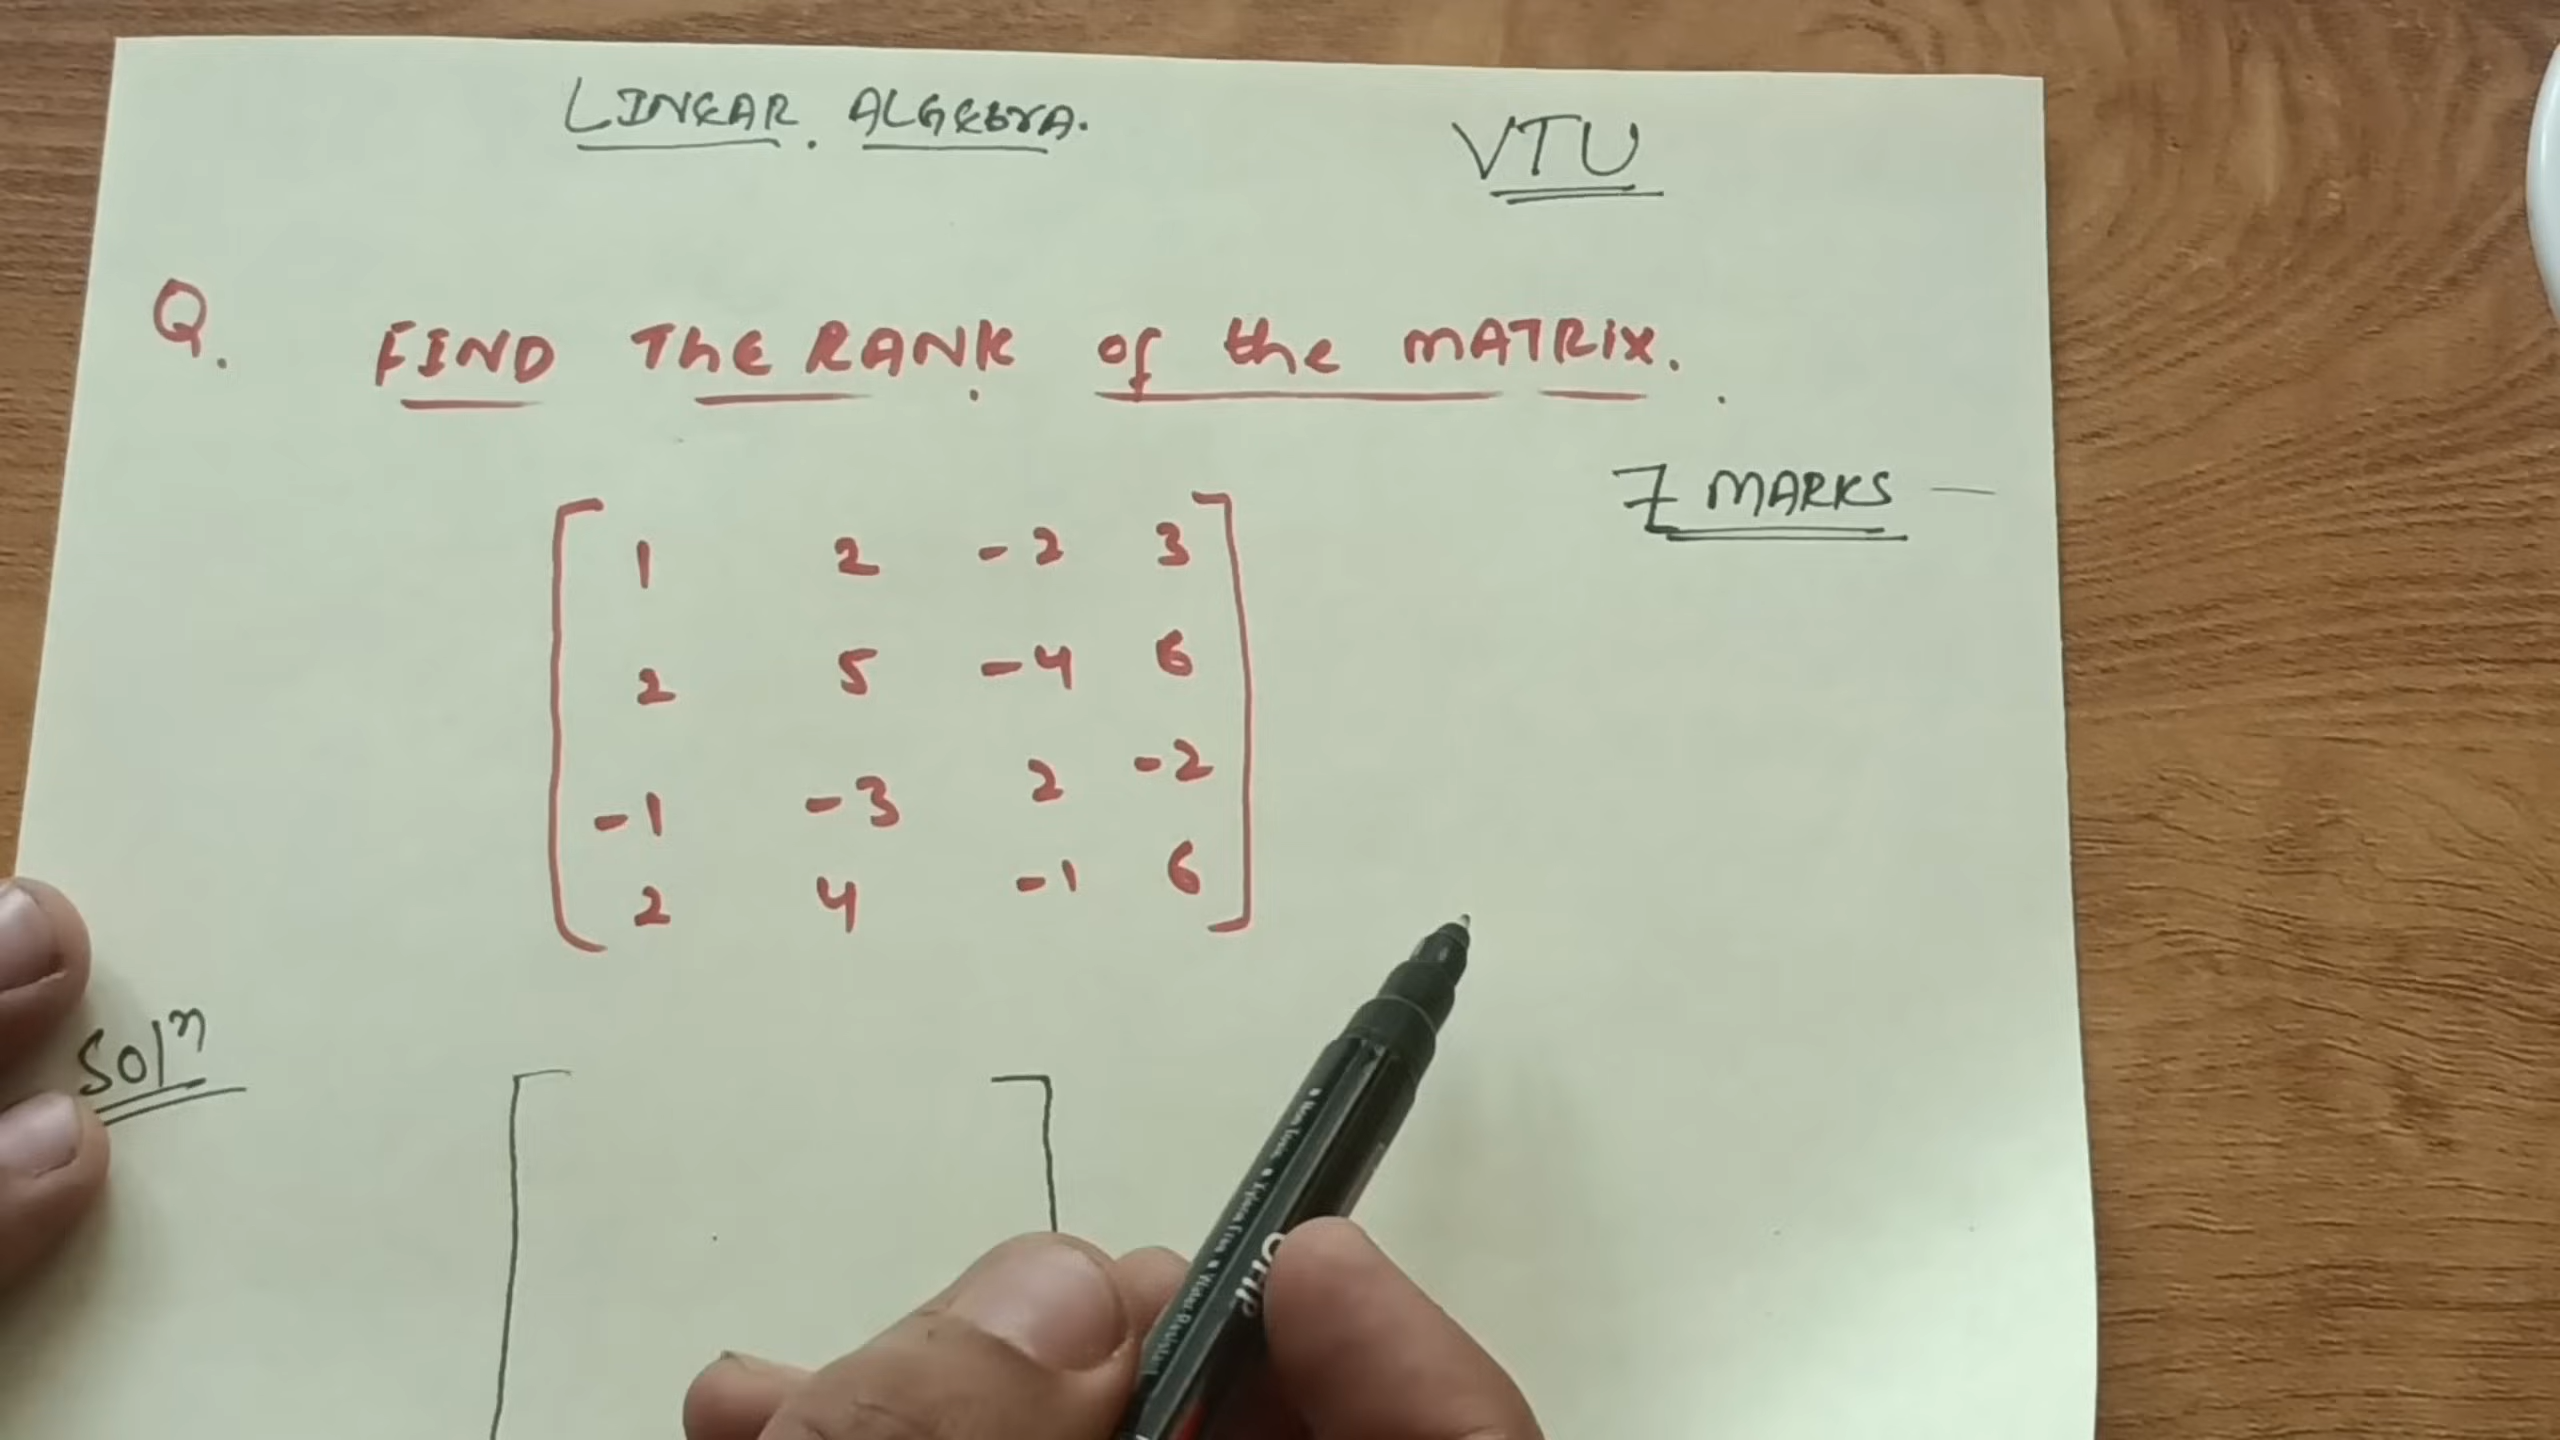 LINEAR ALGEBrA.
VTU
Q. FIND ThE RANK of the MATRIX.
7 MARKS —
1 2 -2 3
2 5 -4 6
-1 -3 2 -2
2 4 -1 6
Solⁿ